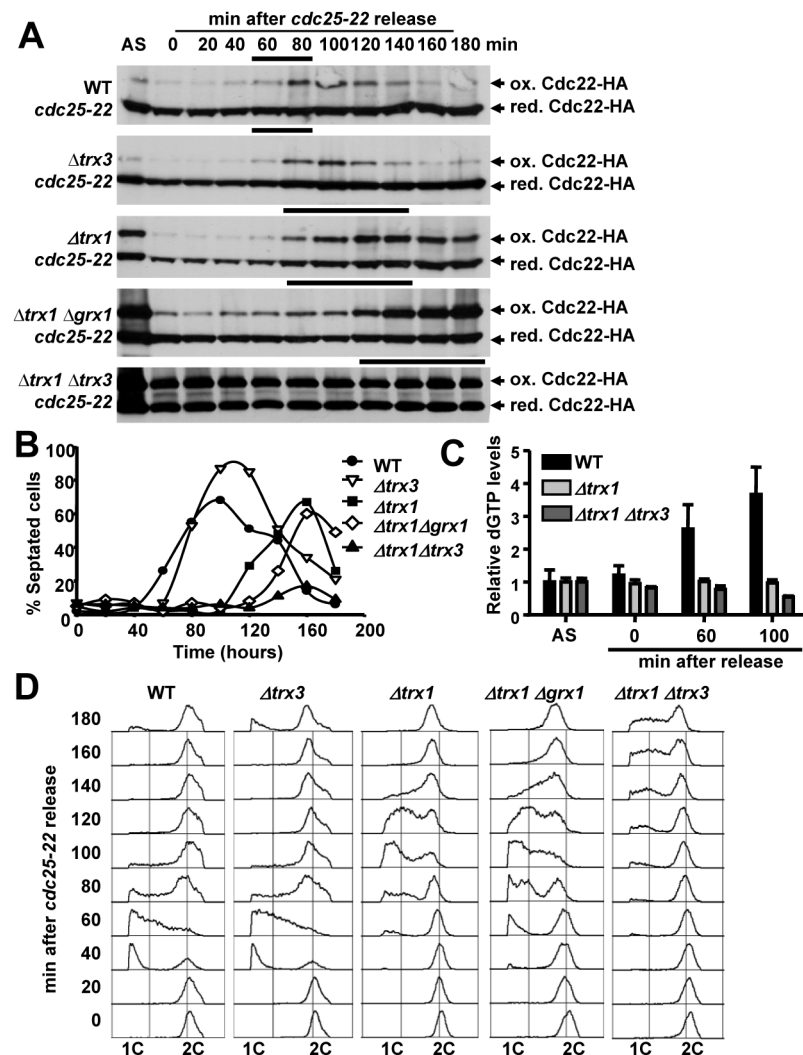 A
min after cdc25-22 release
AS 0 20 40 60 80 100 120 140 160 180 min
WT
cdc25-22
ox. Cdc22-HA
red. Cdc22-HA
Δtrx3
cdc25-22
ox. Cdc22-HA
red. Cdc22-HA
Δtrx1
cdc25-22
ox. Cdc22-HA
red. Cdc22-HA
Δtrx1 Δgrx1
cdc25-22
ox. Cdc22-HA
red. Cdc22-HA
Δtrx1 Δtrx3
cdc25-22
ox. Cdc22-HA
red. Cdc22-HA
B
% Septated cells
100
80
60
40
20
0
0 40 80 120 160 200
Time (hours)
WT
Δtrx3
Δtrx1
Δtrx1Δgrx1
Δtrx1Δtrx3
C
Relative dGTP levels
5
4
3
2
1
0
WT
Δtrx1
Δtrx1 Δtrx3
AS 0 60 100
min after release
D
WT Δtrx3 Δtrx1 Δtrx1 Δgrx1 Δtrx1 Δtrx3
min after cdc25-22 release
180
160
140
120
100
80
60
40
20
0
1C 2C 1C 2C 1C 2C 1C 2C 1C 2C